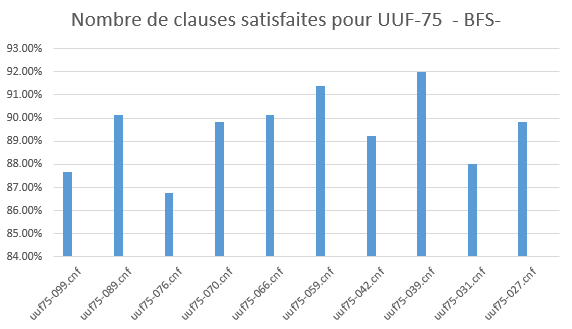 Nombre de clauses satisfaites pour UUF-75 - BFS-
93.00%
92.00%
91.00%
90.00%
89.00%
88.00%
87.00%
86.00%
85.00%
84.00%
uuf75-099.cnf
uuf75-089.cnf
uuf75-076.cnf
uuf75-070.cnf
uuf75-066.cnf
uuf75-059.cnf
uuf75-042.cnf
uuf75-039.cnf
uuf75-031.cnf
uuf75-027.cnf